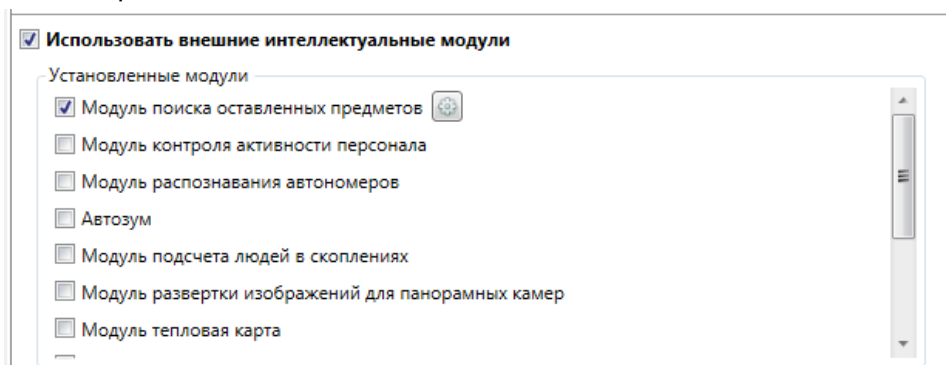 Использовать внешние интеллектуальные модули
Установленные модули
Модуль поиска оставленных предметов
Модуль контроля активности персонала
Модуль распознавания автономеров
Автозум
Модуль подсчета людей в скоплениях
Модуль развертки изображений для панорамных камер
Модуль тепловая карта